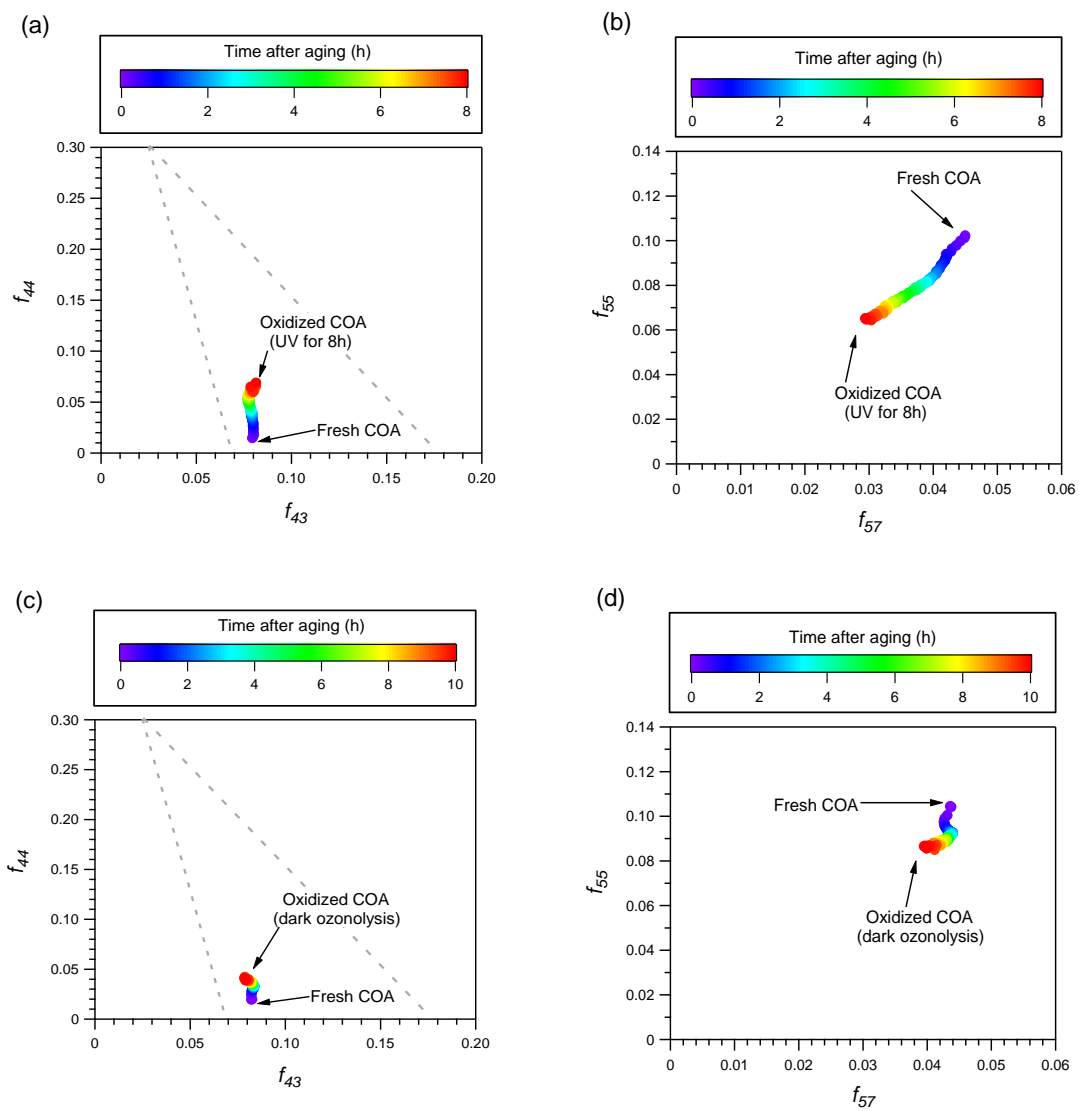 (a)
Time after aging (h)
0 2 4 6 8
0.30
0.25
0.20
0.15
0.10
0.05
0
f44
Oxidized COA
(UV for 8h)
Fresh COA
0 0.05 0.10 0.15 0.20
f43
(b)
Time after aging (h)
0 2 4 6 8
0.14
0.12
0.10
0.08
0.06
0.04
0.02
0
f55
Fresh COA
Oxidized COA
(UV for 8h)
0 0.01 0.02 0.03 0.04 0.05 0.06
f57
(c)
Time after aging (h)
0 2 4 6 8 10
0.30
0.25
0.20
0.15
0.10
0.05
0
f44
Oxidized COA
(dark ozonolysis)
Fresh COA
0 0.05 0.10 0.15 0.20
f43
(d)
Time after aging (h)
0 2 4 6 8 10
0.14
0.12
0.10
0.08
0.06
0.04
0.02
0
f55
Fresh COA
Oxidized COA
(dark ozonolysis)
0 0.01 0.02 0.03 0.04 0.05 0.06
f57